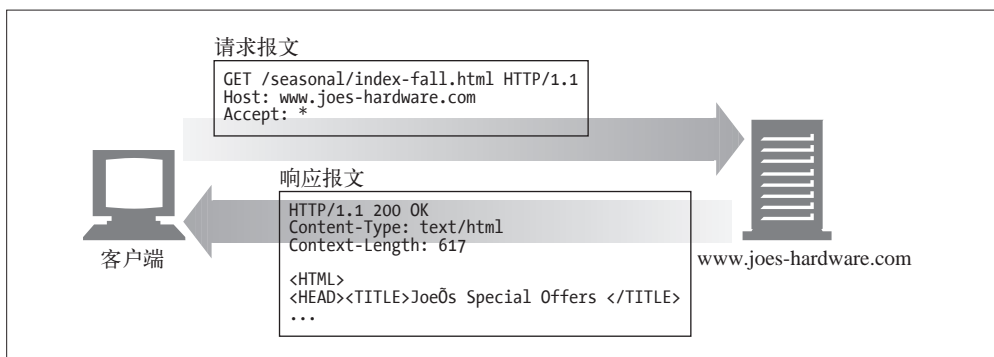 请求报文
GET /seasonal/index-fall.html HTTP/1.1
Host: www.joes-hardware.com
Accept: *
响应报文
HTTP/1.1 200 OK
Content-Type: text/html
Context-Length: 617
<HTML>
<HEAD><TITLE>JoeÕs Special Offers </TITLE>
...
客户端
www.joes-hardware.com